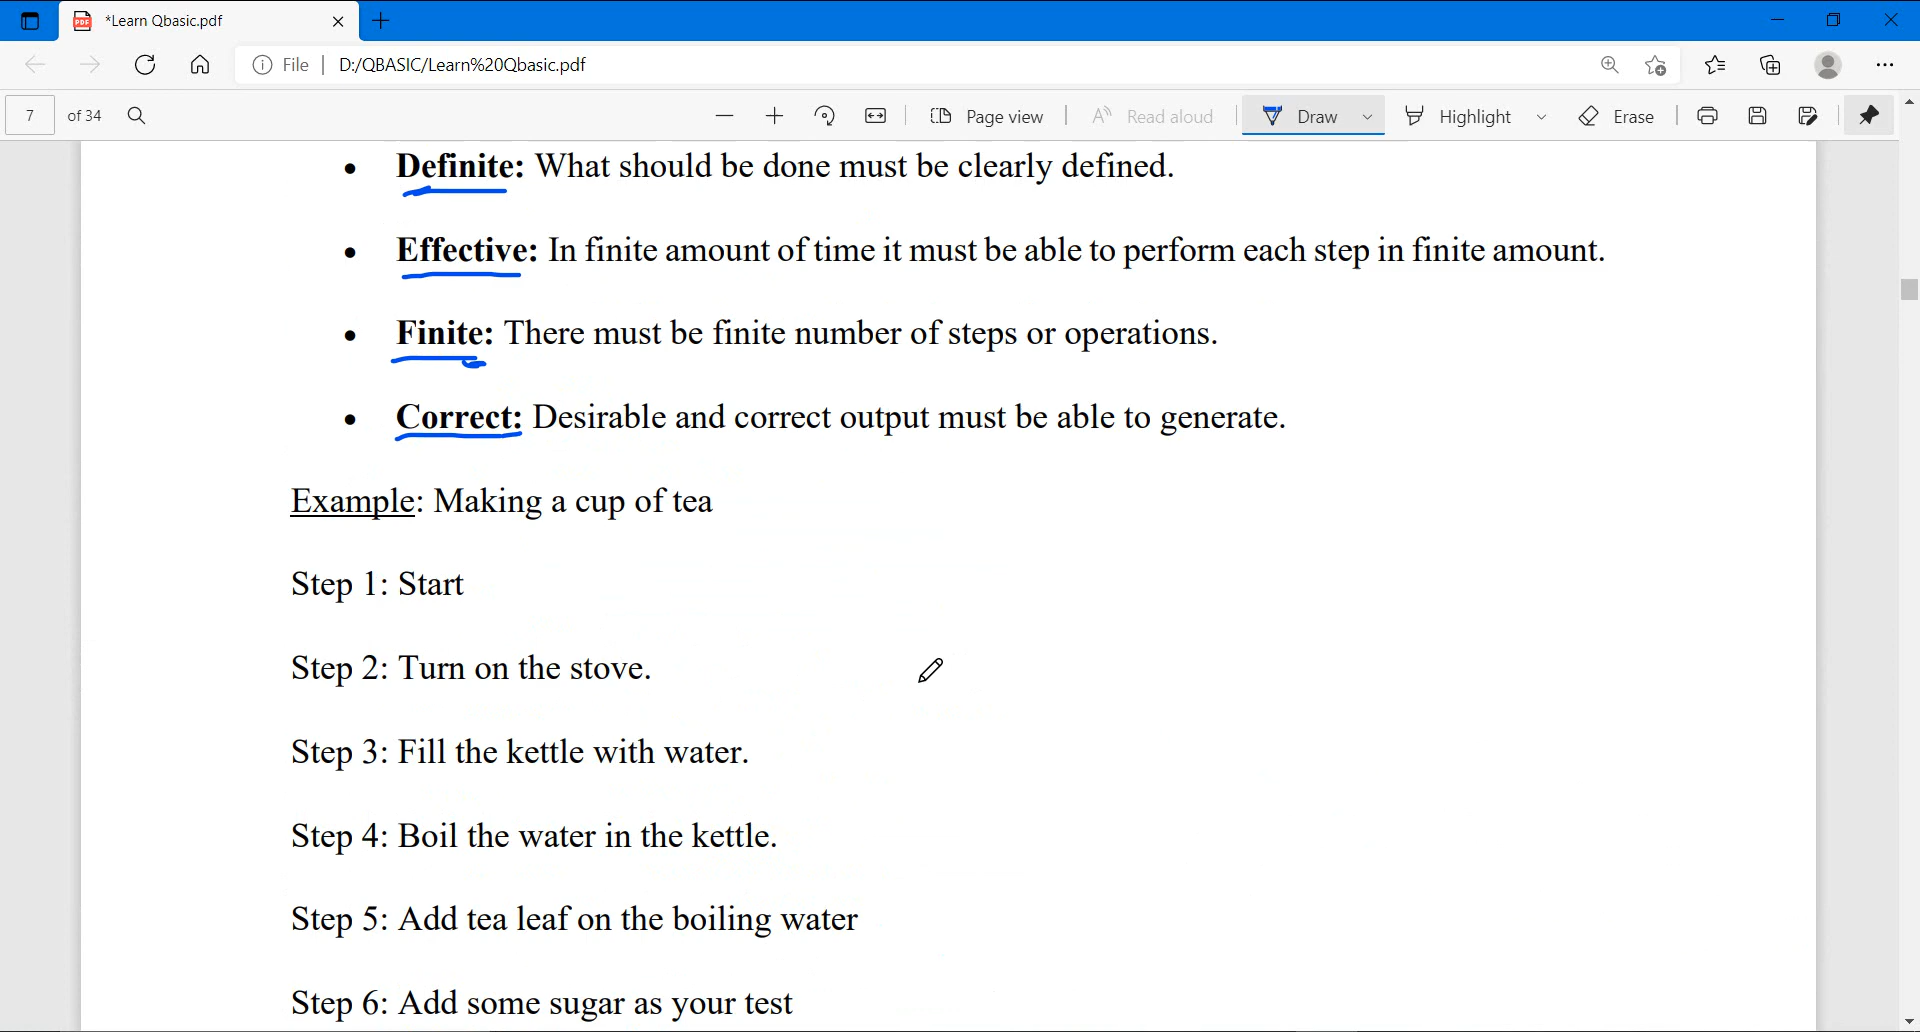 *Learn Qbasic.pdf
File | D:/QBASIC/Learn%20Qbasic.pdf
7 of 34 Page view Read aloud Draw Highlight Erase
• Definite: What should be done must be clearly defined.
• Effective: In finite amount of time it must be able to perform each step in finite amount.
• Finite: There must be finite number of steps or operations.
• Correct: Desirable and correct output must be able to generate.
Example: Making a cup of tea
Step 1: Start
Step 2: Turn on the stove.
Step 3: Fill the kettle with water.
Step 4: Boil the water in the kettle.
Step 5: Add tea leaf on the boiling water
Step 6: Add some sugar as your test